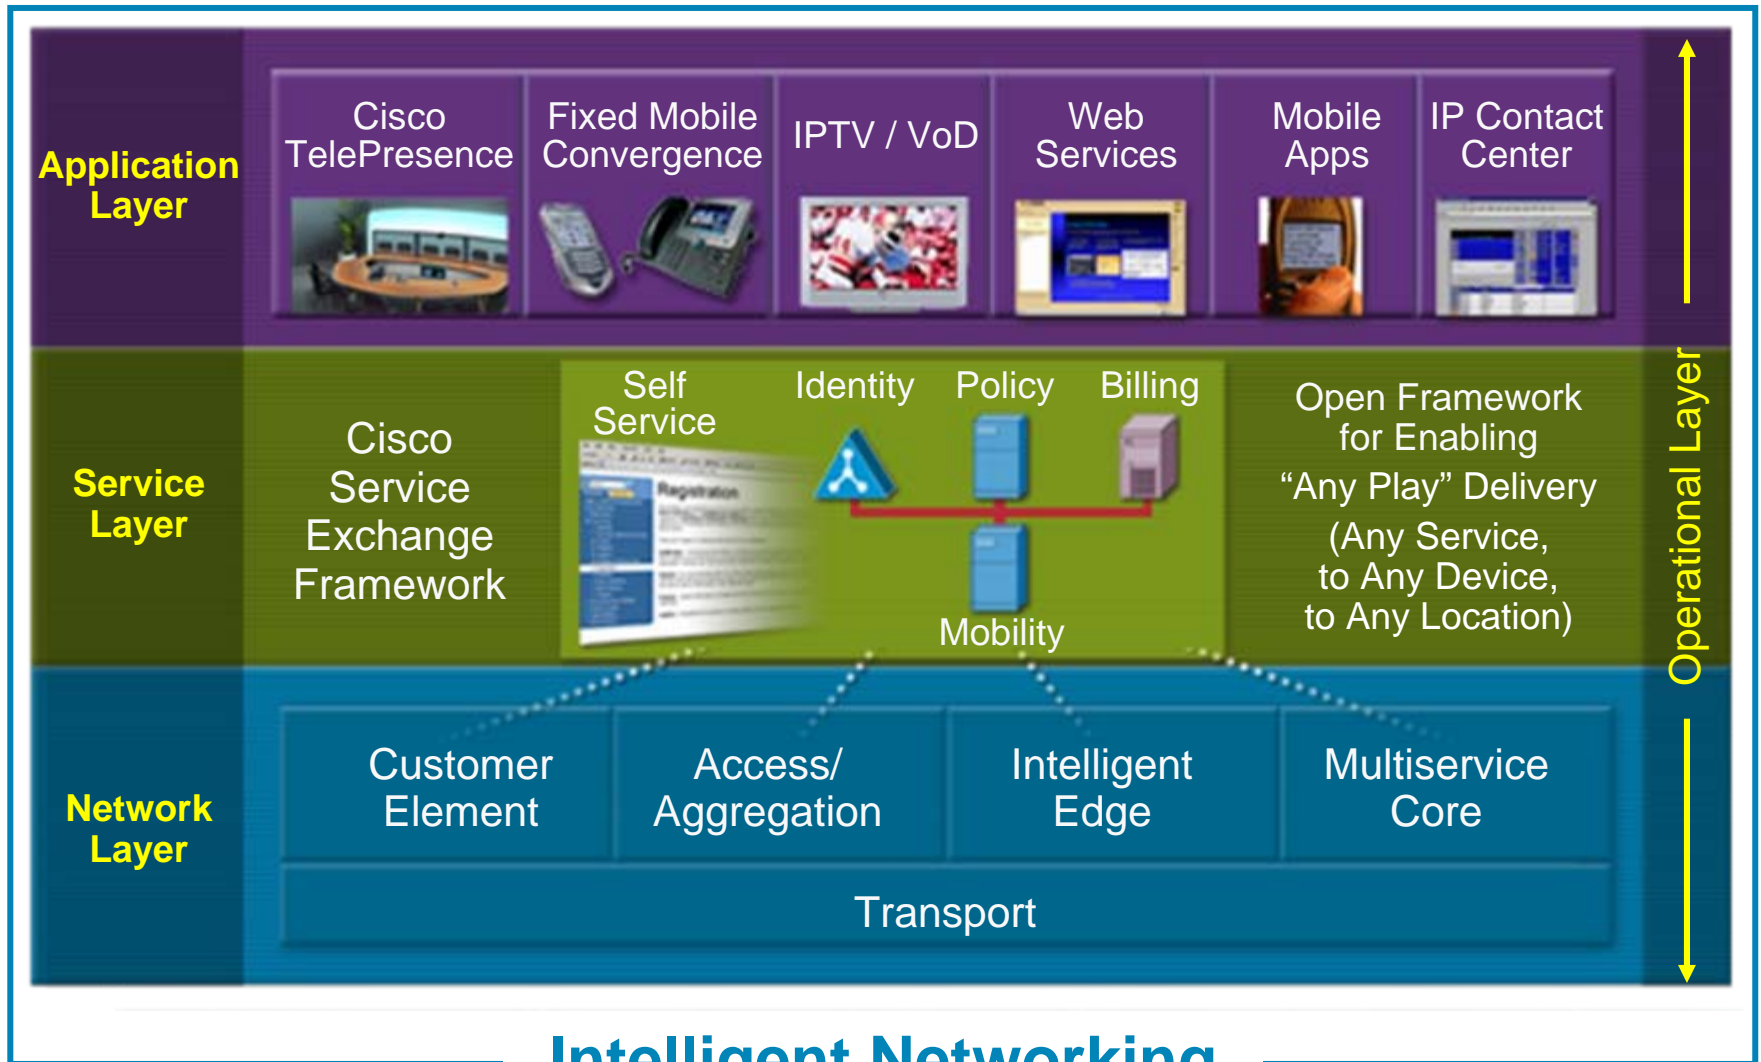 Application
Layer
Cisco
TelePresence
Fixed Mobile
Convergence
IPTV / VoD
Web
Services
Mobile
Apps
IP Contact
Center
Service
Layer
Cisco
Service
Exchange
Framework
Self
Service
Registration
Identity
Policy
Billing
Mobility
Open Framework
for Enabling
“Any Play” Delivery
(Any Service,
to Any Device,
to Any Location)
Operational Layer
Network
Layer
Customer
Element
Access/
Aggregation
Intelligent
Edge
Multiservice
Core
Transport
Intelligent Networking